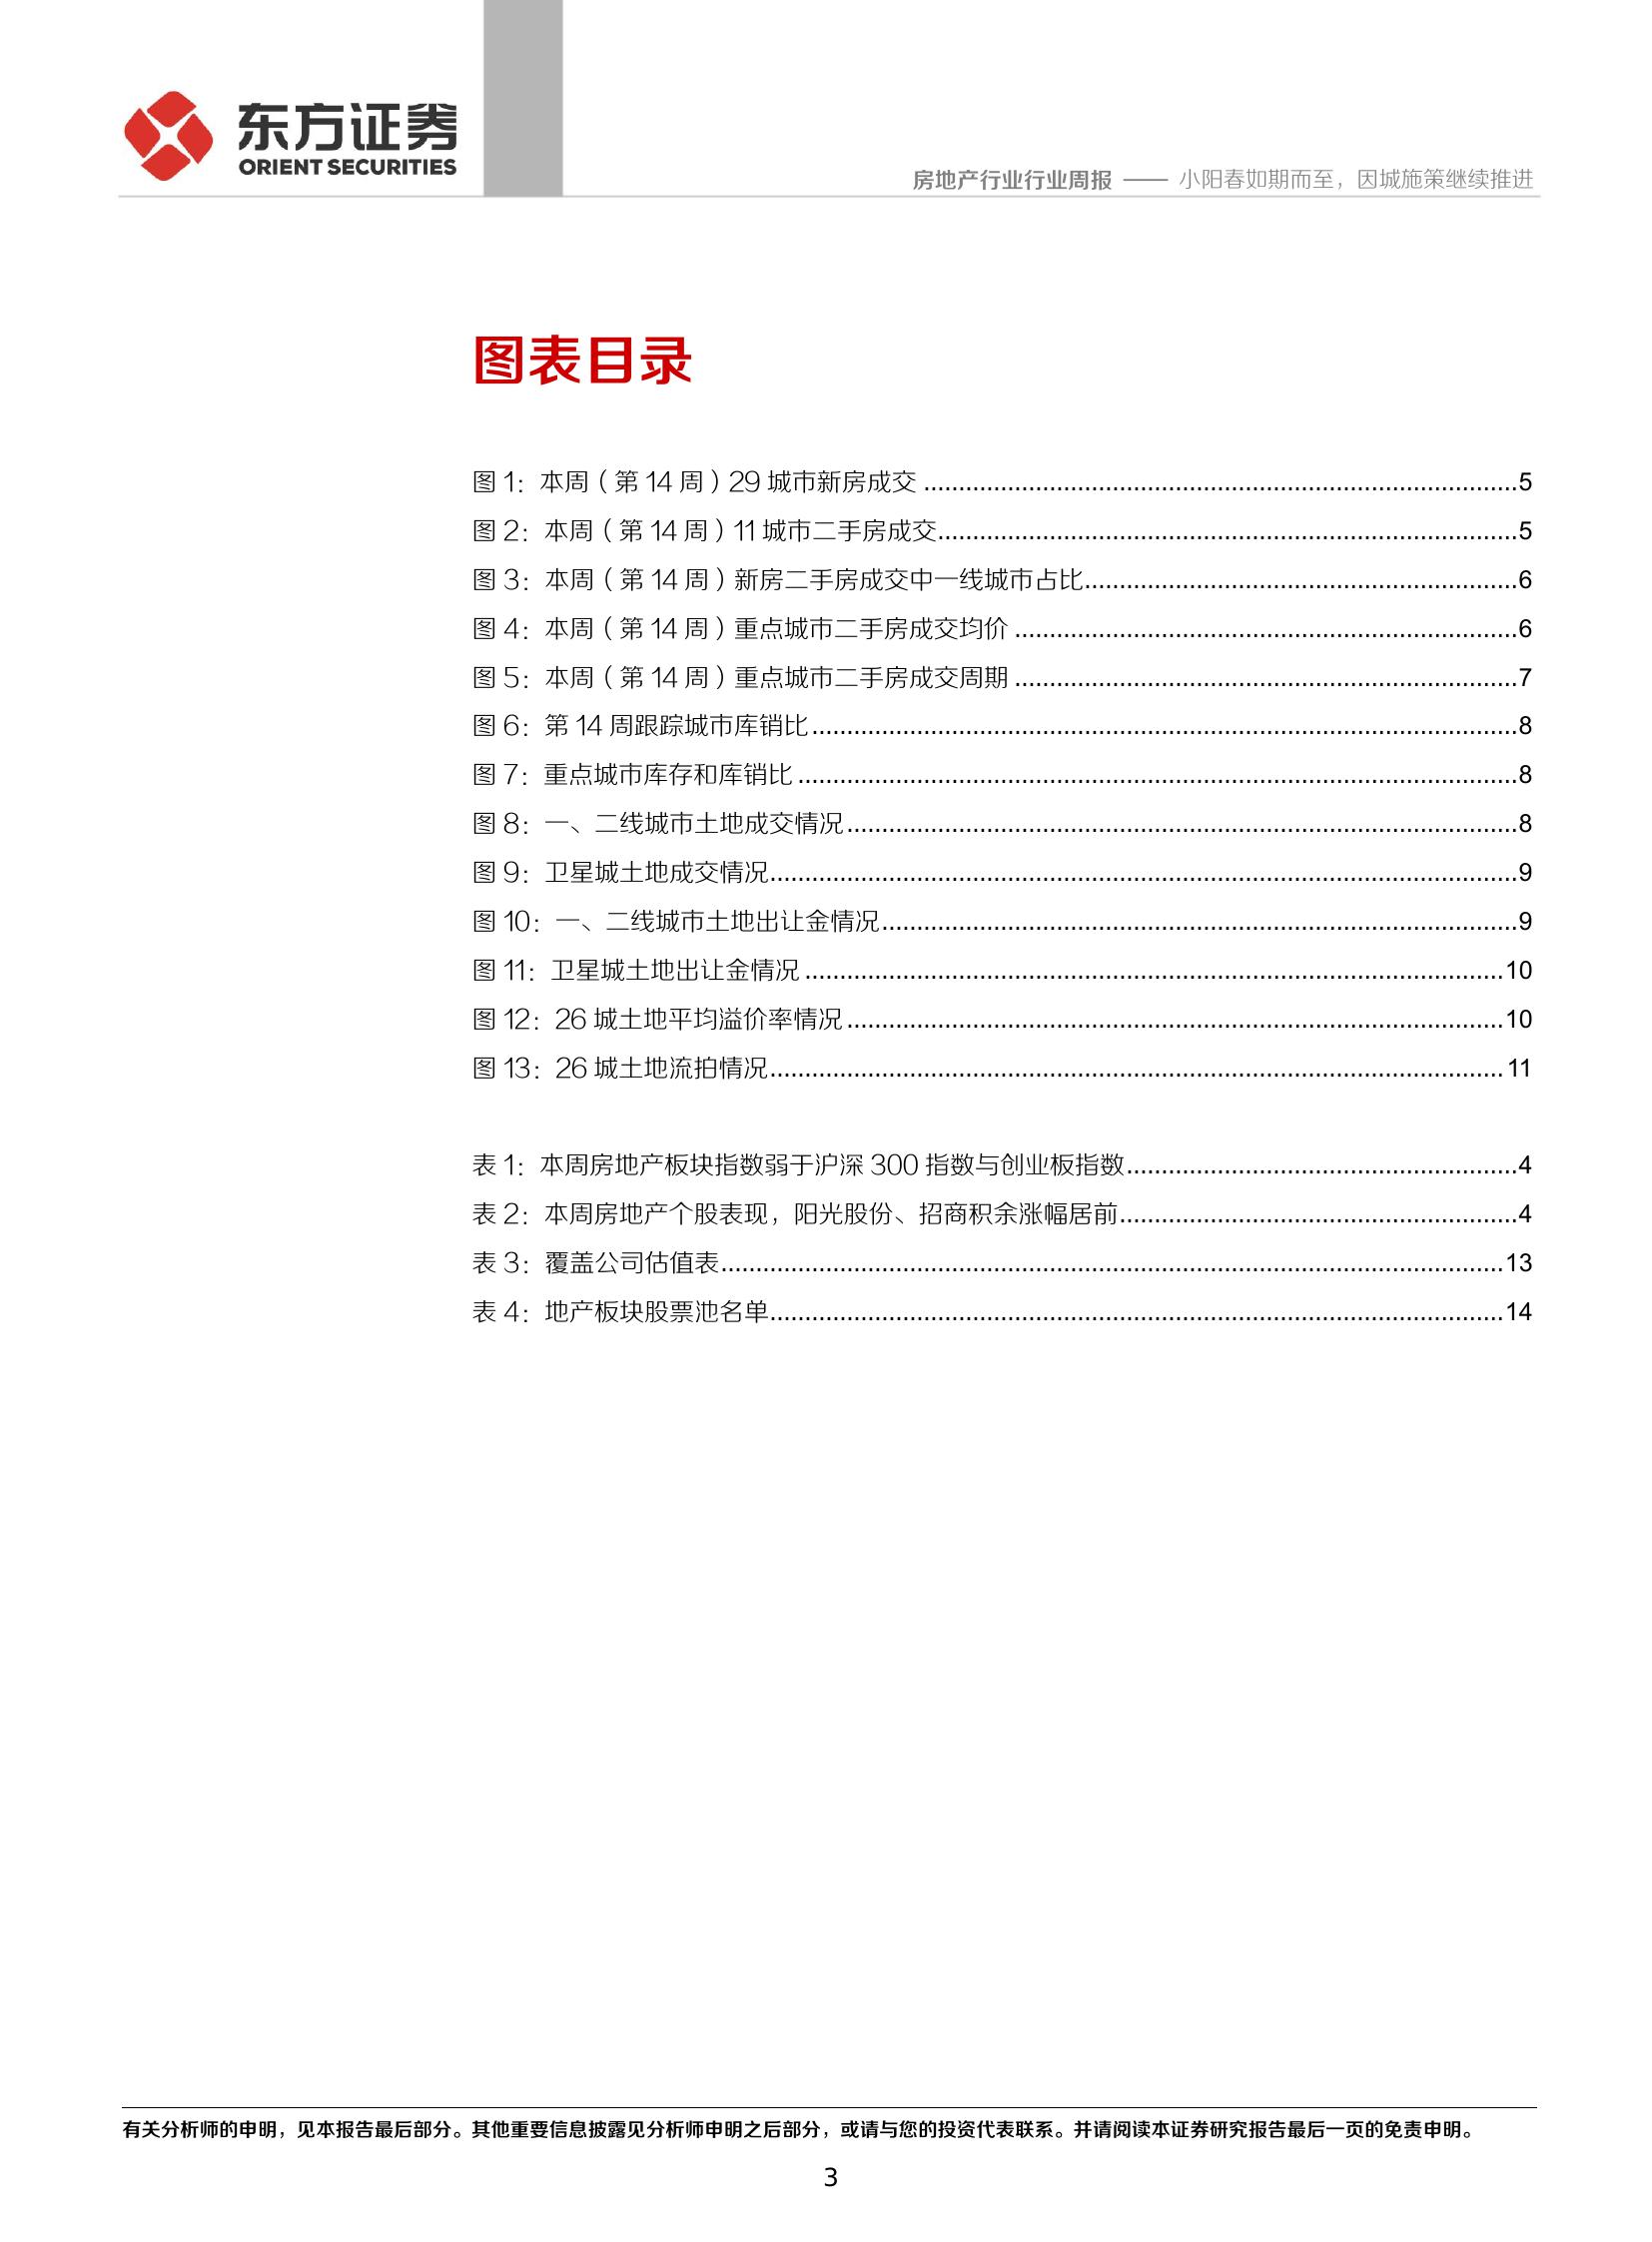 东方证券
ORIENT SECURITIES
房地产行业行业周报 —— 小阳春如期而至，因城施策继续推进
图表目录
图 1：本周（第 14 周）29 城市新房成交 ....................................................................................5
图 2：本周（第 14 周）11 城市二手房成交....................................................................................5
图 3：本周（第 14 周）新房二手房成交中一线城市占比..............................................................6
图 4：本周（第 14 周）重点城市二手房成交均价 ........................................................................6
图 5：本周（第 14 周）重点城市二手房成交周期 ........................................................................7
图 6：第 14 周跟踪城市库销比.....................................................................................................8
图 7：重点城市库存和库销比 .......................................................................................................8
图 8：一、二线城市土地成交情况................................................................................................8
图 9：卫星城土地成交情况...........................................................................................................9
图 10：一、二线城市土地出让金情况...........................................................................................9
图 11：卫星城土地出让金情况 ....................................................................................................10
图 12：26 城土地平均溢价率情况..............................................................................................10
图 13：26 城土地流拍情况......................................................................................................... 11
表 1：本周房地产板块指数弱于沪深 300 指数与创业板指数........................................................4
表 2：本周房地产个股表现，阳光股份、招商积余涨幅居前.........................................................4
表 3：覆盖公司估值表................................................................................................................13
表 4：地产板块股票池名单.........................................................................................................14
有关分析师的申明，见本报告最后部分。其他重要信息披露见分析师申明之后部分，或请与您的投资代表联系。并请阅读本证券研究报告最后一页的免责申明。
3